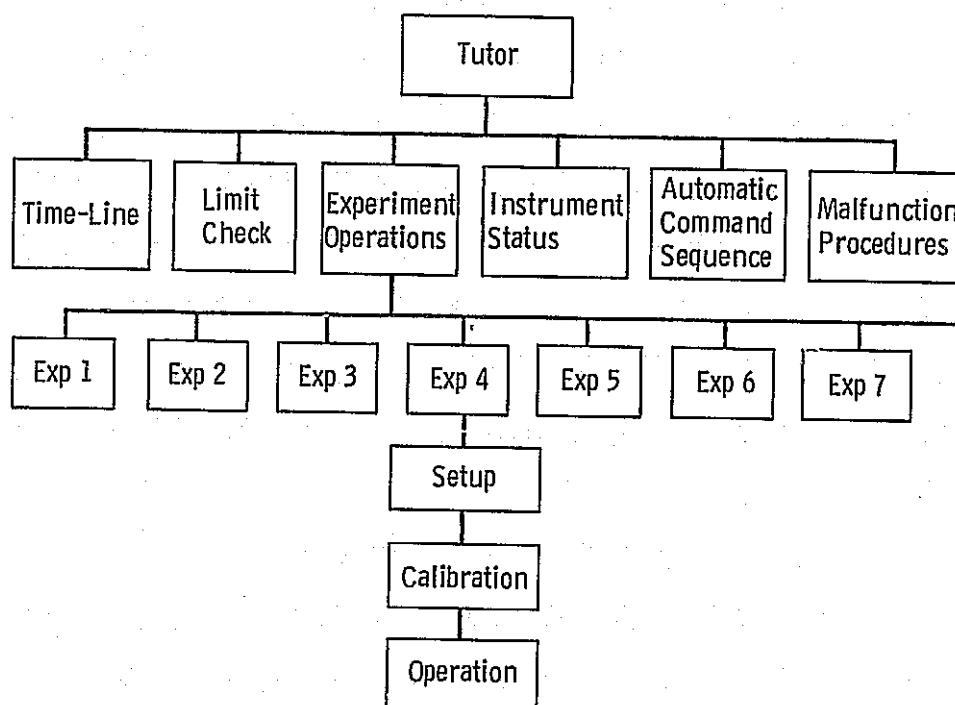 Tutor
Time-Line
Limit
Check
Experiment
Operations
Instrument
Status
Automatic
Command
Sequence
Malfunction
Procedures
Exp 1
Exp 2
Exp 3
Exp 4
Exp 5
Exp 6
Exp 7
Setup
Calibration
Operation